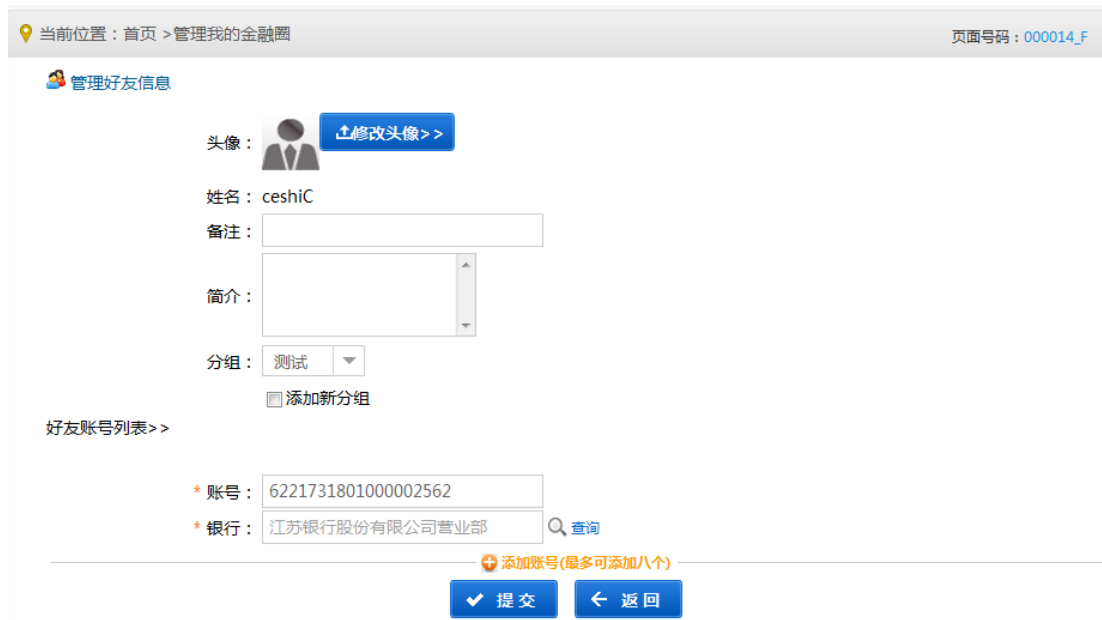 当前位置：首页 >管理我的金融圈
页面号码：000014_F
管理好友信息
头像：
修改头像>>
姓名：ceshiC
备注：
简介：
分组：测试
添加新分组
好友账号列表>>
* 账号：6221731801000002562
* 银行：江苏银行股份有限公司营业部 查询
添加账号(最多可添加八个)
提交 返回